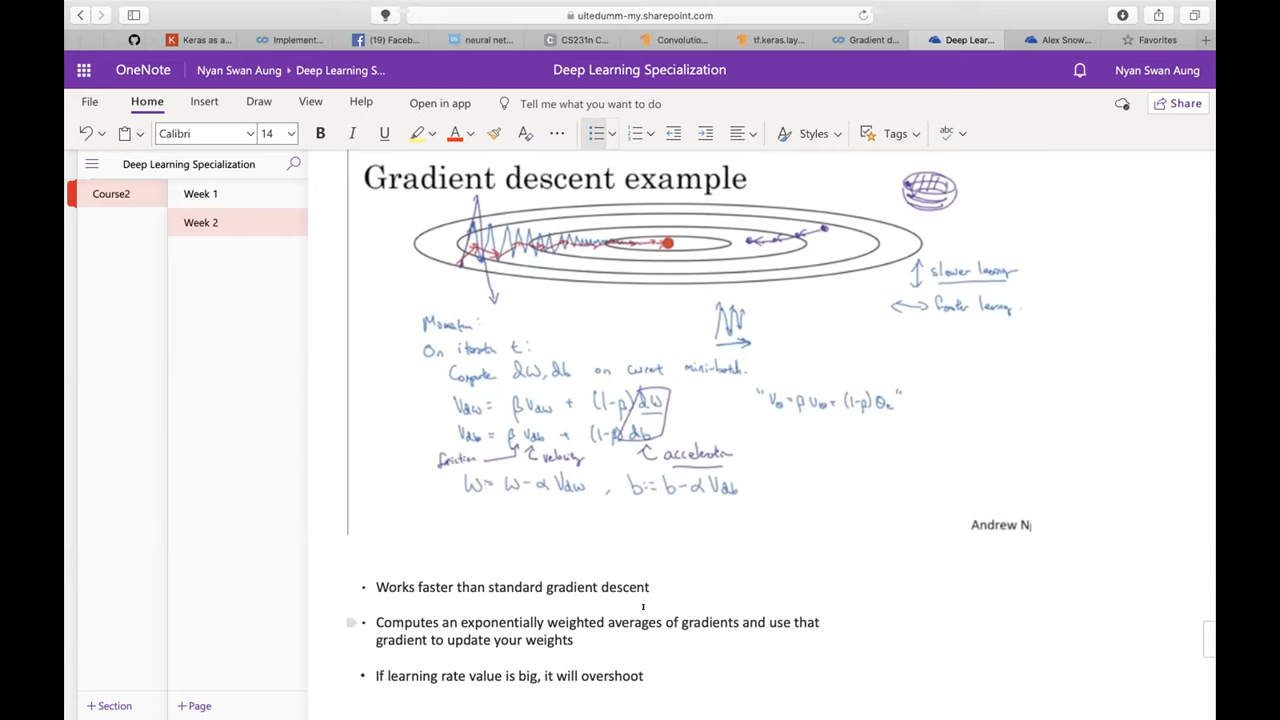 uitedumm-my.sharepoint.com
Keras as a... Implement... (19) Faceb... neural net... CS231n C... Convolutio... tf.keras.lay... Gradient d... Deep Lear... Alex Snow... Favorites
OneNote Nyan Swan Aung › Deep Learning S... Deep Learning Specialization Nyan Swan Aung
File Home Insert Draw View Help Open in app Tell me what you want to do Share
Calibri 14 B I U A Styles Tags abc
Deep Learning Specialization
Course2 Week 1
Week 2
Gradient descent example
slower learning
faster learning
Momentum:
On iteration t:
Compute dW, db on current mini-batch.
Vdw = βVdw + (1-β)dW
"Vθ = βVθ + (1-β)θt"
Vdb = βVdb + (1-β)db
friction velocity acceleration
W = W - αVdw , b := b - αVdb
Andrew N
• Works faster than standard gradient descent
• Computes an exponentially weighted averages of gradients and use that
gradient to update your weights
• If learning rate value is big, it will overshoot
+ Section + Page